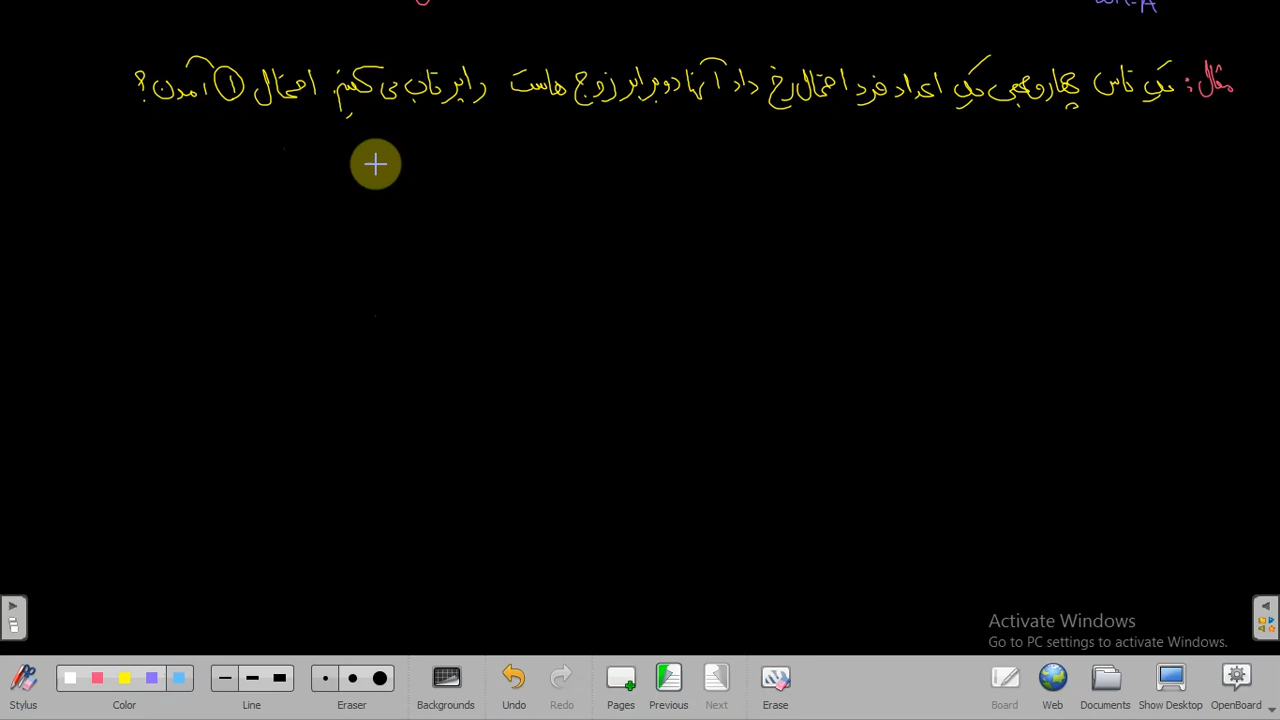 مثال: یک تاس چهاروجهی که اعداد فرد احتمال رخ داد آنها دو برابر زوج هاست را پرتاب می کنیم. احتمال ① آمدن؟
Activate Windows
Go to PC settings to activate Windows.
Stylus
Color
Line
Eraser
Backgrounds
Undo
Redo
Pages
Previous
Next
Erase
Board
Web
Documents
Show Desktop
OpenBoard